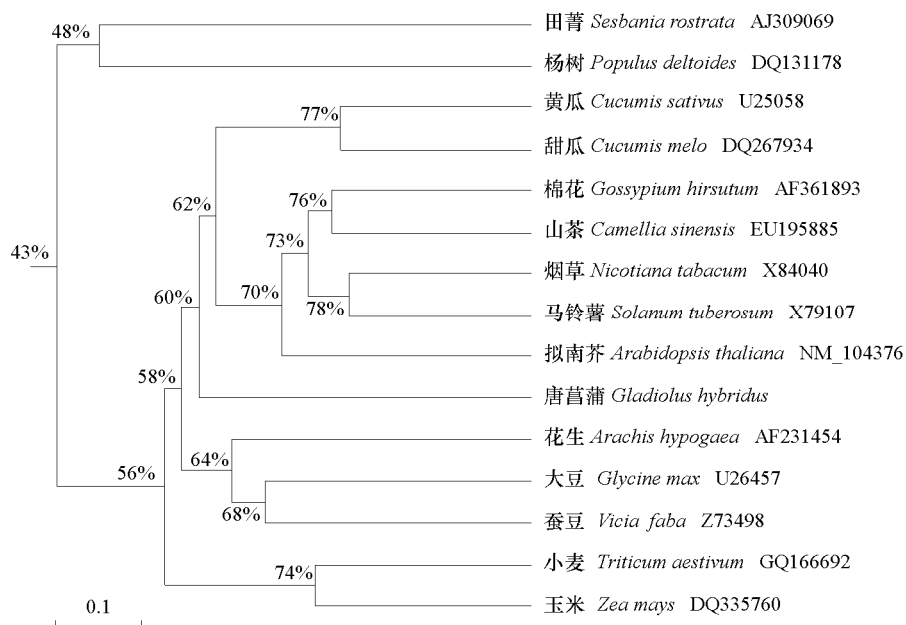 48%
田菁 Sesbania rostrata AJ309069
杨树 Populus deltoides DQ131178
77%
黄瓜 Cucumis sativus U25058
甜瓜 Cucumis melo DQ267934
62%
76%
棉花 Gossypium hirsutum AF361893
山茶 Camellia sinensis EU195885
43%
73%
烟草 Nicotiana tabacum X84040
60%
70%
78%
马铃薯 Solanum tuberosum X79107
拟南芥 Arabidopsis thaliana NM_104376
58%
唐菖蒲 Gladiolus hybridus
花生 Arachis hypogaea AF231454
56%
64%
大豆 Glycine max U26457
68%
蚕豆 Vicia faba Z73498
74%
小麦 Triticum aestivum GQ166692
0.1
玉米 Zea mays DQ335760